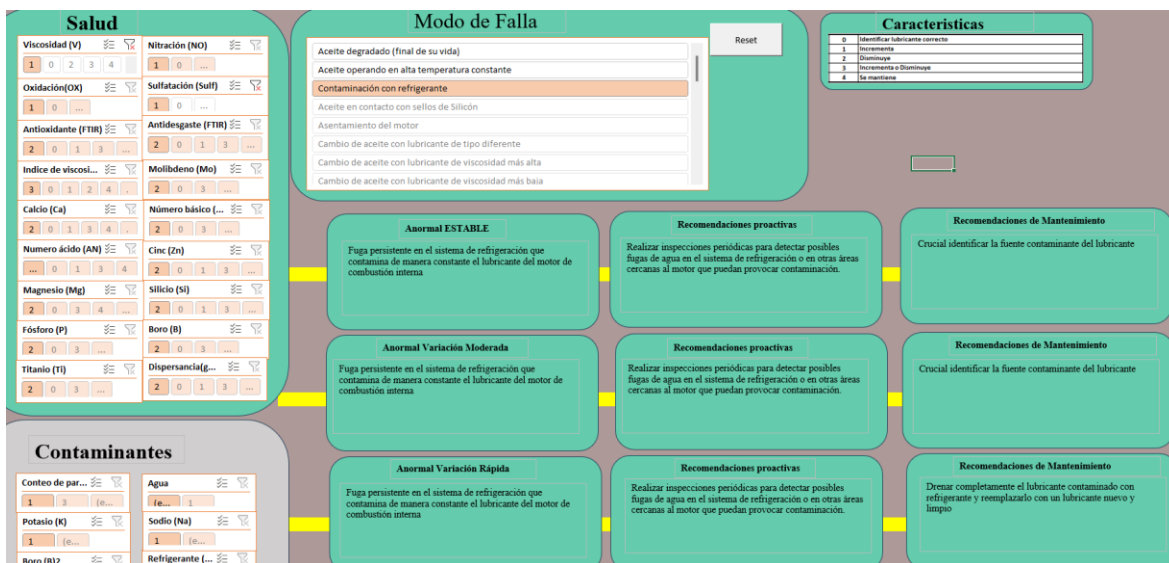 Salud
Viscosidad (V)
1 0 2 3 4
Nitración (NO)
1 0 ...
Oxidación(OX)
1 0 ...
Sulfatación (Sulf)
1 0 ...
Antioxidante (FTIR)
2 0 1 3 ...
Antidesgaste (FTIR)
2 0 1 3 ...
Indice de viscosi...
3 0 1 2 4 .
Molibdeno (Mo)
2 0 3 ...
Calcio (Ca)
2 0 1 3 4 .
Número básico (...
2 0 3 ...
Numero ácido (AN)
... 0 1 3 4
Cinc (Zn)
2 0 1 3 ...
Magnesio (Mg)
2 0 3 4 ...
Silicio (Si)
2 0 1 3 ...
Fósforo (P)
2 0 3 ...
Boro (B)
2 0 3 ...
Titanio (Ti)
2 0 3 ...
Dispersancia(g...
2 0 1 3 ...
Contaminantes
Conteo de par...
1 3 (e...
Agua
(e... 1
Potasio (K)
1 (e...
Sodio (Na)
1 (e...
Boro (B)2
Refrigerante (...
Modo de Falla
Reset
Aceite degradado (final de su vida)
Aceite operando en alta temperatura constante
Contaminación con refrigerante
Aceite en contacto con sellos de Silicón
Asentamiento del motor
Cambio de aceite con lubricante de tipo diferente
Cambio de aceite con lubricante de viscosidad más alta
Cambio de aceite con lubricante de viscosidad más baja
Caracteristicas
0 Identificar lubricante correcto
1 Incrementa
2 Disminuye
3 Incrementa o Disminuye
4 Se mantiene
Anormal ESTABLE
Fuga persistente en el sistema de refrigeración que
contamina de manera constante el lubricante del motor de
combustión interna
Recomendaciones proactivas
Realizar inspecciones periódicas para detectar posibles
fugas de agua en el sistema de refrigeración o en otras áreas
cercanas al motor que puedan provocar contaminación.
Recomendaciones de Mantenimiento
Crucial identificar la fuente contaminante del lubricante
Anormal Variación Moderada
Fuga persistente en el sistema de refrigeración que
contamina de manera constante el lubricante del motor de
combustión interna
Recomendaciones proactivas
Realizar inspecciones periódicas para detectar posibles
fugas de agua en el sistema de refrigeración o en otras áreas
cercanas al motor que puedan provocar contaminación.
Recomendaciones de Mantenimiento
Crucial identificar la fuente contaminante del lubricante
Anormal Variación Rápida
Fuga persistente en el sistema de refrigeración que
contamina de manera constante el lubricante del motor de
combustión interna
Recomendaciones proactivas
Realizar inspecciones periódicas para detectar posibles
fugas de agua en el sistema de refrigeración o en otras áreas
cercanas al motor que puedan provocar contaminación.
Recomendaciones de Mantenimiento
Drenar completamente el lubricante contaminado con
refrigerante y reemplazarlo con un lubricante nuevo y
limpio